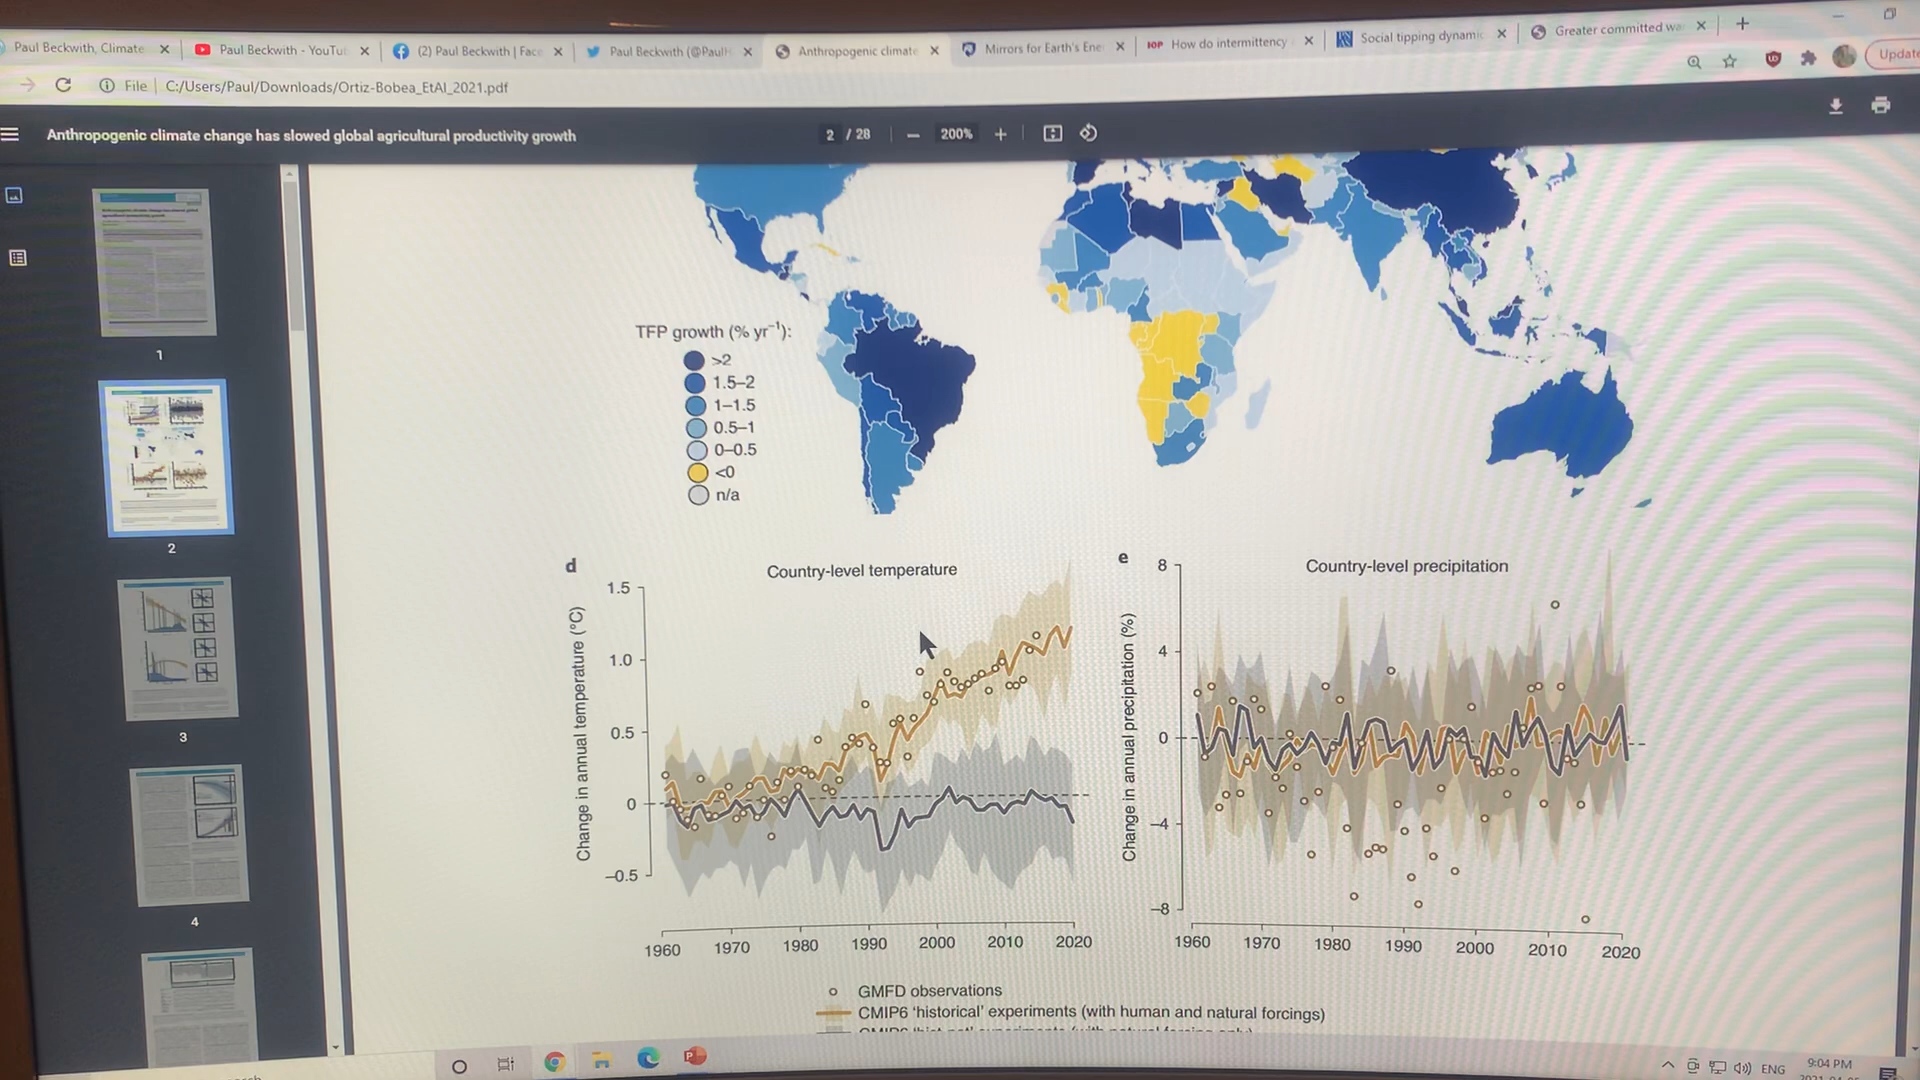 Paul Beckwith, Climate
Paul Beckwith - YouTu
(2) Paul Beckwith | Face
Paul Beckwith (@PaulH
Anthropogenic climate
Mirrors for Earth's Ene
IOP How do intermittency
Social tipping dynamic
Greater committed wa
File C:/Users/Paul/Downloads/Ortiz-Bobea_EtAl_2021.pdf
Update
Anthropogenic climate change has slowed global agricultural productivity growth
2 / 28
200%
1
2
3
4
TFP growth (% yr⁻¹):
>2
1.5–2
1–1.5
0.5–1
0–0.5
<0
n/a
d
Country-level temperature
Change in annual temperature (°C)
1.5
1.0
0.5
0
–0.5
1960 1970 1980 1990 2000 2010 2020
e
Country-level precipitation
Change in annual precipitation (%)
8
4
0
–4
–8
1960 1970 1980 1990 2000 2010 2020
GMFD observations
CMIP6 'historical' experiments (with human and natural forcings)
ENG
9:04 PM